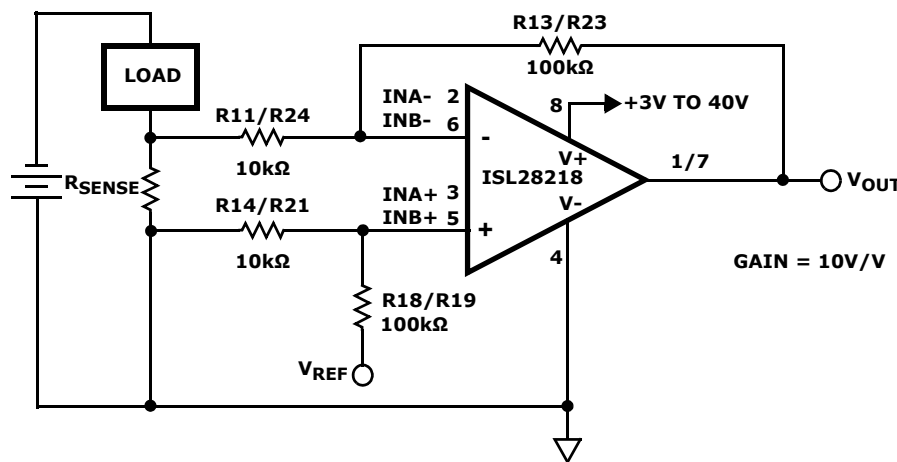 R13/R23
100kΩ
LOAD
INA- 2
INB- 6
8
+3V TO 40V
R11/R24
10kΩ
-
V+
1/7
RSENSE
ISL28218
VOUT
INA+ 3
INB+ 5
V-
R14/R21
+
10kΩ
4
GAIN = 10V/V
R18/R19
100kΩ
VREF